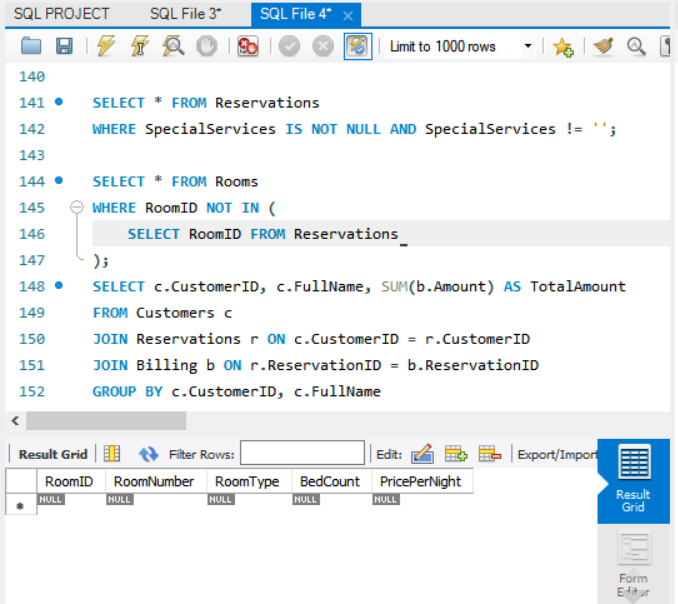 SQL PROJECT SQL File 3* SQL File 4*
Limit to 1000 rows
140
141 SELECT * FROM Reservations
142 WHERE SpecialServices IS NOT NULL AND SpecialServices != '';
143
144 SELECT * FROM Rooms
145 WHERE RoomID NOT IN (
146 SELECT RoomID FROM Reservations
147 );
148 SELECT c.CustomerID, c.FullName, SUM(b.Amount) AS TotalAmount
149 FROM Customers c
150 JOIN Reservations r ON c.CustomerID = r.CustomerID
151 JOIN Billing b ON r.ReservationID = b.ReservationID
152 GROUP BY c.CustomerID, c.FullName
Result Grid Filter Rows: Edit: Export/Import
RoomID RoomNumber RoomType BedCount PricePerNight
NULL NULL NULL NULL NULL
Result
Grid
Form
Editor